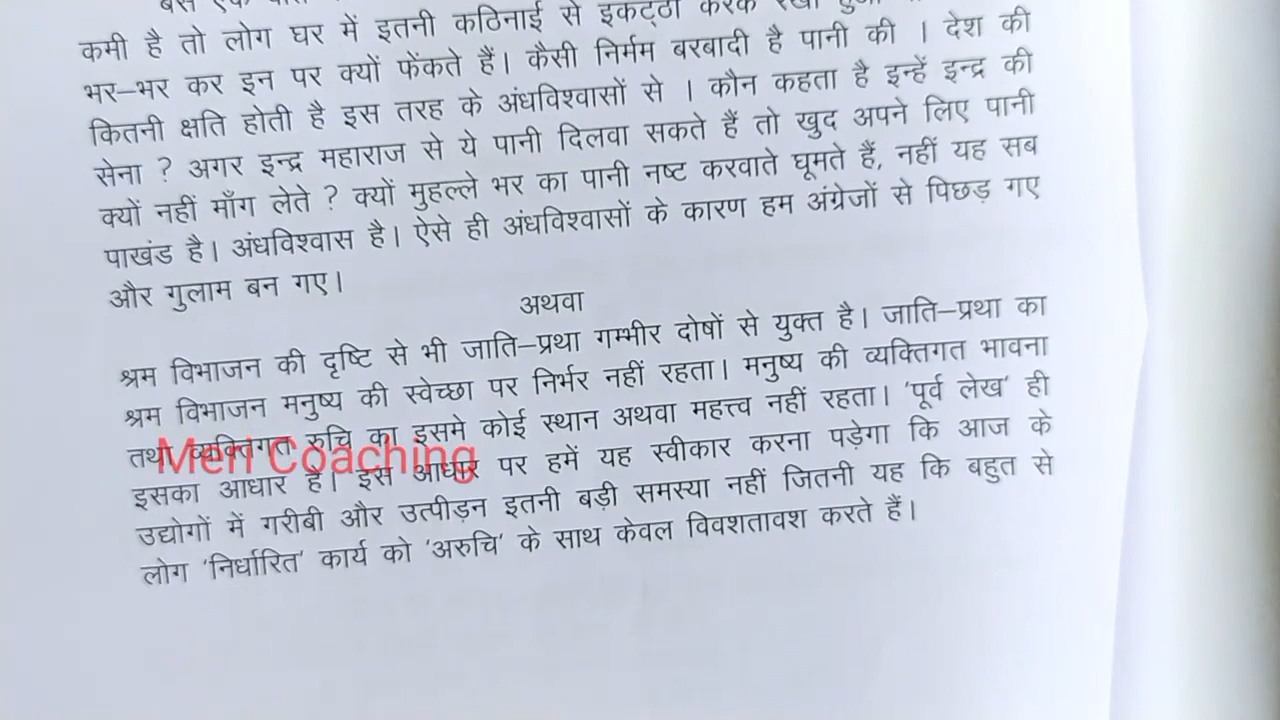 कमी है तो लोग घर में इतनी कठिनाई से इकट्ठा करके रखा हुआ
भर–भर कर इन पर क्यों फेंकते हैं। कैसी निर्मम बरबादी है पानी की । देश की
कितनी क्षति होती है इस तरह के अंधविश्वासों से । कौन कहता है इन्हें इन्द्र की
सेना ? अगर इन्द्र महाराज से ये पानी दिलवा सकते हैं तो खुद अपने लिए पानी
क्यों नहीं माँग लेते ? क्यों मुहल्ले भर का पानी नष्ट करवाते घूमते हैं, नहीं यह सब
पाखंड है। अंधविश्वास है। ऐसे ही अंधविश्वासों के कारण हम अंग्रेजों से पिछड़ गए
और गुलाम बन गए।
अथवा
श्रम विभाजन की दृष्टि से भी जाति–प्रथा गम्भीर दोषों से युक्त है। जाति–प्रथा का
श्रम विभाजन मनुष्य की स्वेच्छा पर निर्भर नहीं रहता। मनुष्य की व्यक्तिगत भावना
तथा व्यक्तिगत रुचि का इसमे कोई स्थान अथवा महत्त्व नहीं रहता। 'पूर्व लेख' ही
Meri Coaching
इसका आधार है। इस आधार पर हमें यह स्वीकार करना पड़ेगा कि आज के
उद्योगों में गरीबी और उत्पीड़न इतनी बड़ी समस्या नहीं जितनी यह कि बहुत से
लोग 'निर्धारित' कार्य को 'अरुचि' के साथ केवल विवशतावश करते हैं।